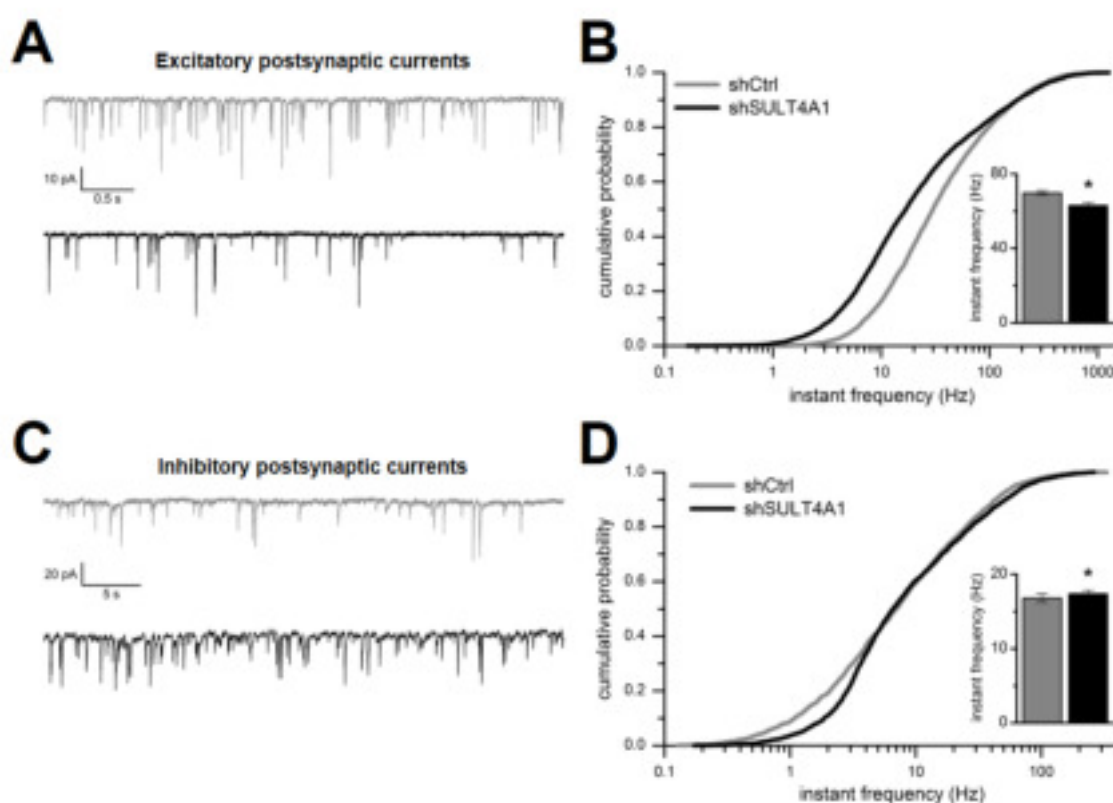 A
Excitatory postsynaptic currents
10 pA
0.5 s
B
shCtrl
shSULT4A1
cumulative probability
1.0
0.8
0.6
0.4
0.2
0.0
0.1
1
10
100
1000
instant frequency (Hz)
instant frequency (Hz)
80
40
0
*
C
Inhibitory postsynaptic currents
20 pA
5 s
D
shCtrl
shSULT4A1
cumulative probability
1.0
0.8
0.6
0.4
0.2
0.0
0.1
1
10
100
instant frequency (Hz)
instant frequency (Hz)
20
10
0
*